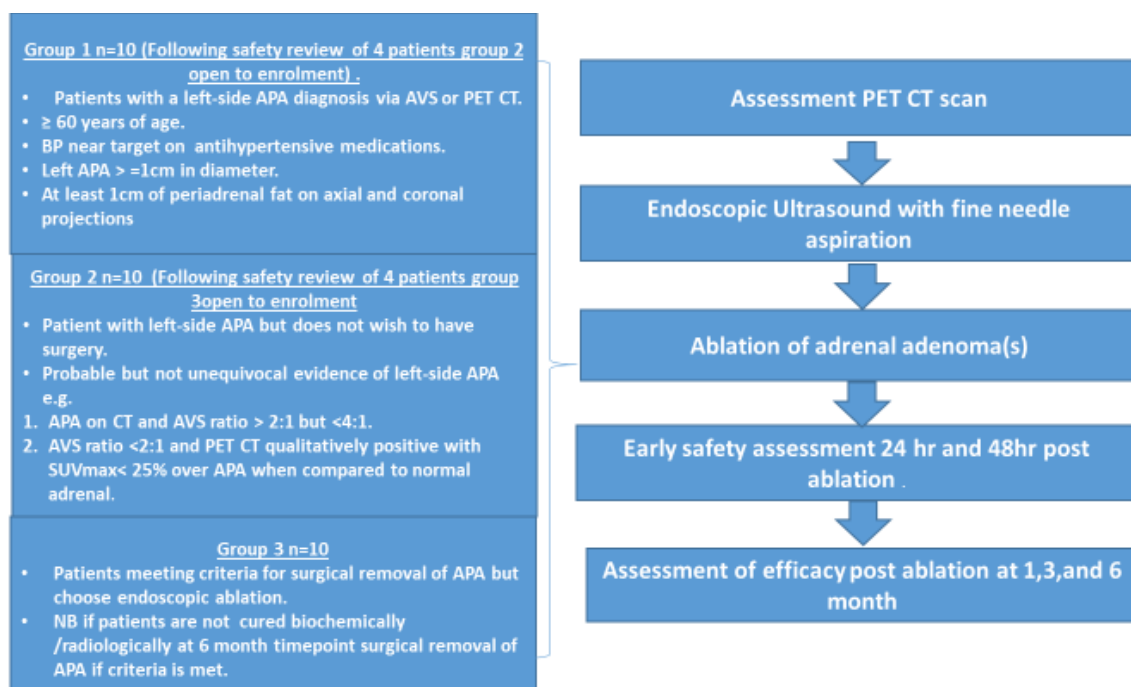 Group 1 n=10 (Following safety review of 4 patients group 2
open to enrolment) .
• Patients with a left-side APA diagnosis via AVS or PET CT.
• ≥ 60 years of age.
• BP near target on antihypertensive medications.
• Left APA > =1cm in diameter.
• At least 1cm of periadrenal fat on axial and coronal
projections
Group 2 n=10 (Following safety review of 4 patients group
3open to enrolment
• Patient with left-side APA but does not wish to have
surgery.
• Probable but not unequivocal evidence of left-side APA
e.g.
1. APA on CT and AVS ratio > 2:1 but <4:1.
2. AVS ratio <2:1 and PET CT qualitatively positive with
SUVmax< 25% over APA when compared to normal
adrenal.
Group 3 n=10
• Patients meeting criteria for surgical removal of APA but
choose endoscopic ablation.
• NB if patients are not cured biochemically
/radiologically at 6 month timepoint surgical removal of
APA if criteria is met.
Assessment PET CT scan
Endoscopic Ultrasound with fine needle
aspiration
Ablation of adrenal adenoma(s)
Early safety assessment 24 hr and 48hr post
ablation .
Assessment of efficacy post ablation at 1,3,and 6
month